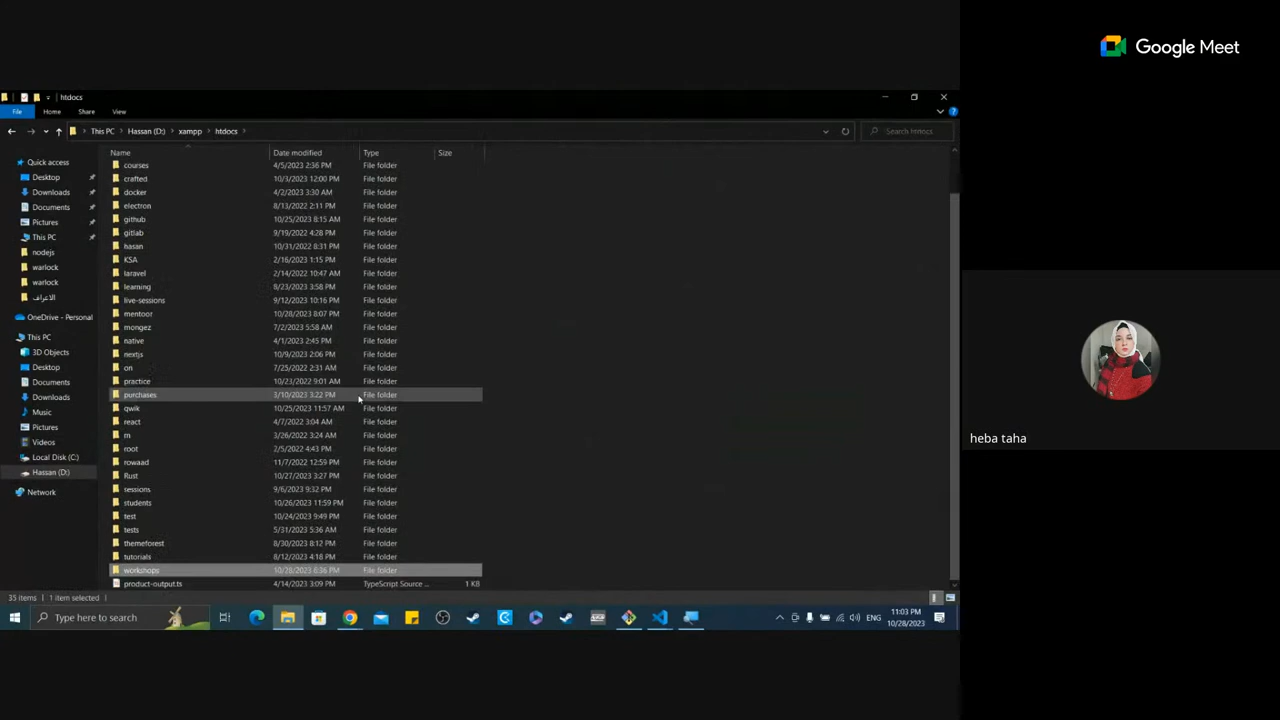 Google Meet
htdocs
File Home Share View
This PC Hassan (D:) xampp htdocs
Search htdocs
Name Date modified Type Size
Quick access
Desktop
Downloads
Documents
Pictures
This PC
nodejs
warlock
warlock
الاعراف
OneDrive - Personal
This PC
3D Objects
Desktop
Documents
Downloads
Music
Pictures
Videos
Local Disk (C:)
Hassan (D:)
Network
courses 4/5/2023 2:36 PM File folder
crafted 10/3/2023 12:00 PM File folder
docker 4/2/2023 3:30 AM File folder
electron 8/13/2022 2:11 PM File folder
github 10/25/2023 8:15 AM File folder
gitlab 9/19/2022 4:28 PM File folder
hasan 10/31/2022 8:31 PM File folder
KSA 2/16/2023 1:15 PM File folder
laravel 2/14/2022 10:47 AM File folder
learning 8/23/2023 3:58 PM File folder
live-sessions 9/12/2023 10:16 PM File folder
mentoor 10/28/2023 8:07 PM File folder
mongez 7/2/2023 5:58 AM File folder
native 4/1/2023 2:45 PM File folder
nextjs 10/9/2023 2:06 PM File folder
on 7/25/2022 2:31 AM File folder
practice 10/23/2022 9:01 AM File folder
purchases 3/10/2023 3:22 PM File folder
qwik 10/25/2023 11:57 AM File folder
react 4/7/2022 3:04 AM File folder
rn 3/26/2022 3:24 AM File folder
root 2/5/2022 4:43 PM File folder
rowaad 11/7/2022 12:59 PM File folder
Rust 10/27/2023 3:27 PM File folder
sessions 9/6/2023 9:32 PM File folder
students 10/26/2023 11:59 PM File folder
test 10/24/2023 9:49 PM File folder
tests 5/31/2023 5:36 AM File folder
themeforest 8/30/2023 8:12 PM File folder
tutorials 8/12/2023 4:18 PM File folder
workshops 10/28/2023 6:36 PM File folder
product-output.ts 4/14/2023 3:09 PM TypeScript Source ... 1 KB
35 items 1 item selected
Type here to search
ENG
11:03 PM
10/28/2023
heba taha